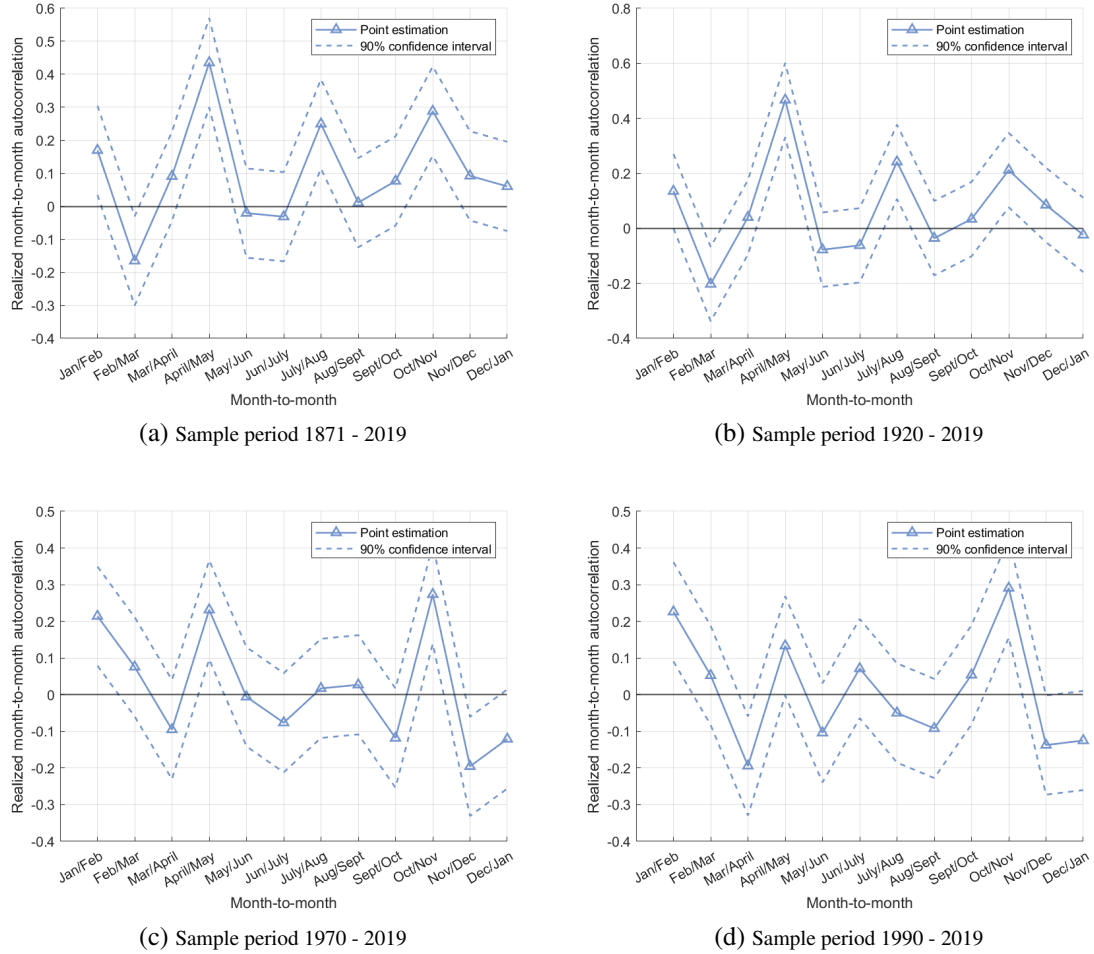 0.6
0.5
0.4
0.3
0.2
0.1
0
-0.1
-0.2
-0.3
-0.4
Realized month-to-month autocorrelation
Point estimation
90% confidence interval
Jan/Feb
Feb/Mar
Mar/April
April/May
May/Jun
Jun/July
July/Aug
Aug/Sept
Sept/Oct
Oct/Nov
Nov/Dec
Dec/Jan
Month-to-month
(a) Sample period 1871 - 2019
0.8
0.6
0.4
0.2
0
-0.2
-0.4
Realized month-to-month autocorrelation
Point estimation
90% confidence interval
Jan/Feb
Feb/Mar
Mar/April
April/May
May/Jun
Jun/July
July/Aug
Aug/Sept
Sept/Oct
Oct/Nov
Nov/Dec
Dec/Jan
Month-to-month
(b) Sample period 1920 - 2019
0.5
0.4
0.3
0.2
0.1
0
-0.1
-0.2
-0.3
-0.4
Realized month-to-month autocorrelation
Point estimation
90% confidence interval
Jan/Feb
Feb/Mar
Mar/April
April/May
May/Jun
Jun/July
July/Aug
Aug/Sept
Sept/Oct
Oct/Nov
Nov/Dec
Dec/Jan
Month-to-month
(c) Sample period 1970 - 2019
0.5
0.4
0.3
0.2
0.1
0
-0.1
-0.2
-0.3
-0.4
Realized month-to-month autocorrelation
Point estimation
90% confidence interval
Jan/Feb
Feb/Mar
Mar/April
April/May
May/Jun
Jun/July
July/Aug
Aug/Sept
Sept/Oct
Oct/Nov
Nov/Dec
Dec/Jan
Month-to-month
(d) Sample period 1990 - 2019